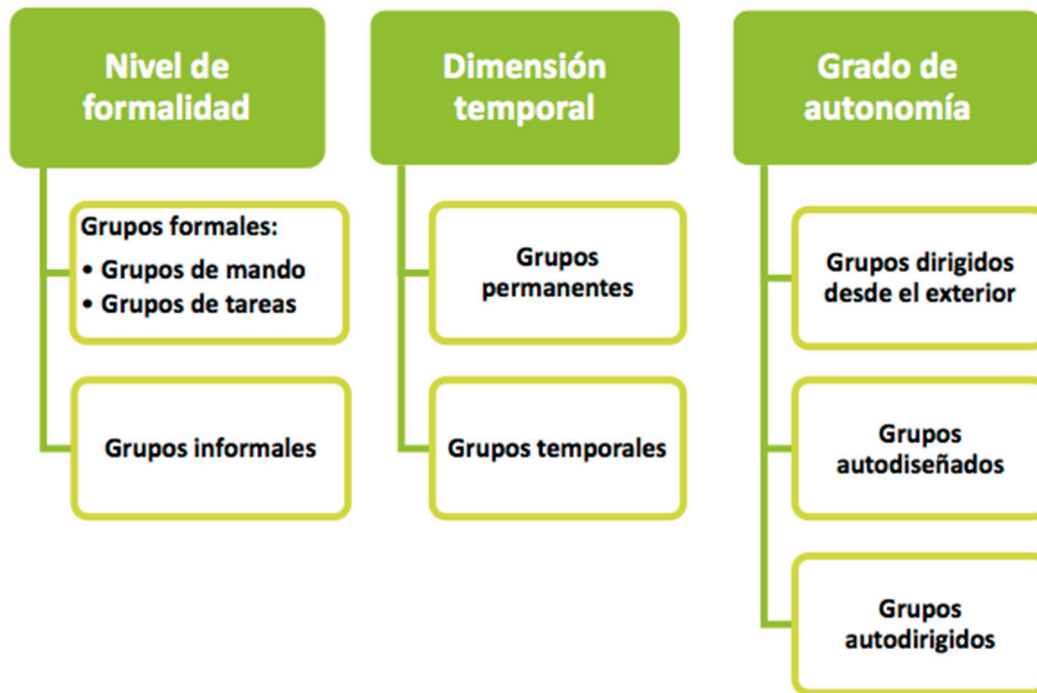 Nivel de
formalidad
Grupos formales:
• Grupos de mando
• Grupos de tareas
Grupos informales
Dimensión
temporal
Grupos
permanentes
Grupos temporales
Grado de
autonomía
Grupos dirigidos
desde el exterior
Grupos
autodiseñados
Grupos
autodirigidos